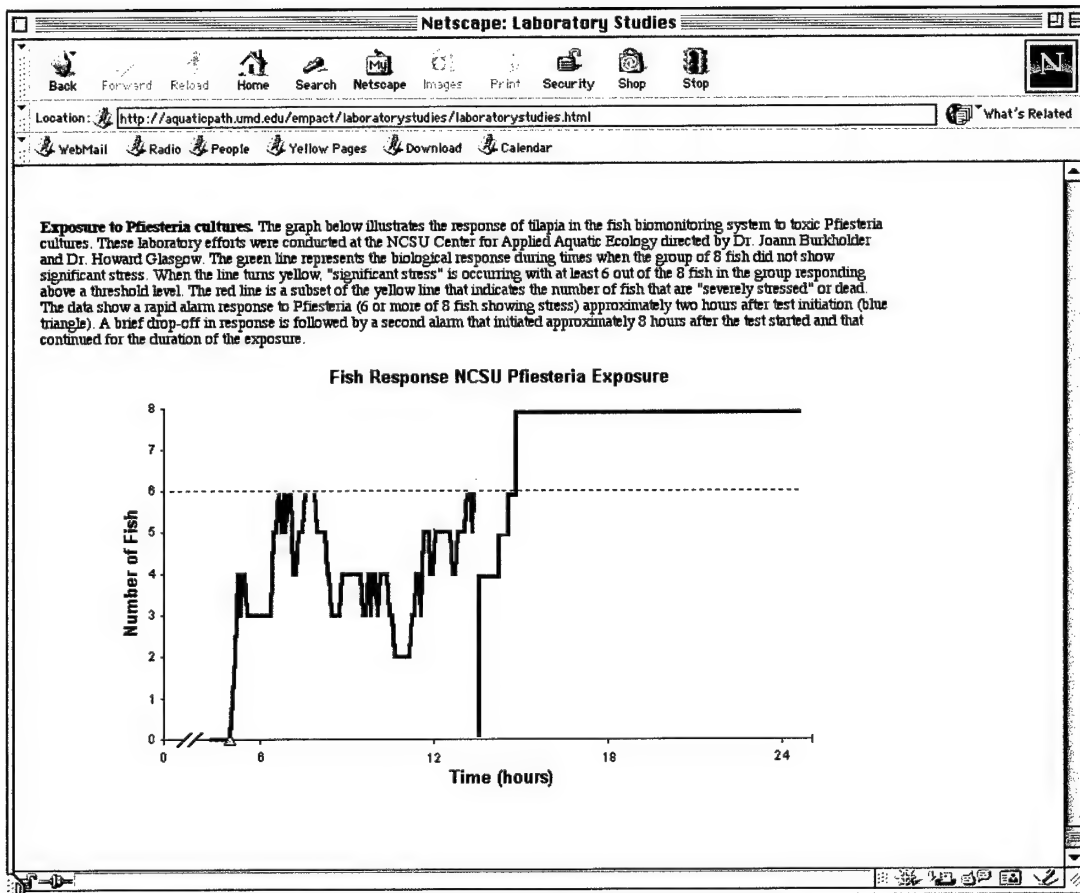 Netscape: Laboratory Studies
Back Forward Reload Home Search Netscape Images Print Security Shop Stop
My
N
Location: http://aquaticpath.umd.edu/empact/laboratorystudies/laboratorystudies.html What's Related
WebMail Radio People Yellow Pages Download Calendar
Exposure to Pfiesteria cultures. The graph below illustrates the response of tilapia in the fish biomonitoring system to toxic Pfiesteria
cultures. These laboratory efforts were conducted at the NCSU Center for Applied Aquatic Ecology directed by Dr. Joann Burkholder
and Dr. Howard Glasgow. The green line represents the biological response during times when the group of 8 fish did not show
significant stress. When the line turns yellow, "significant stress" is occurring with at least 6 out of the 8 fish in the group responding
above a threshold level. The red line is a subset of the yellow line that indicates the number of fish that are "severely stressed" or dead.
The data show a rapid alarm response to Pfiesteria (6 or more of 8 fish showing stress) approximately two hours after test initiation (blue
triangle). A brief drop-off in response is followed by a second alarm that initiated approximately 8 hours after the test started and that
continued for the duration of the exposure.
Fish Response NCSU Pfiesteria Exposure
8
7
6
5
4
3
2
1
0
Number of Fish
0 6 12 18 24
Time (hours)